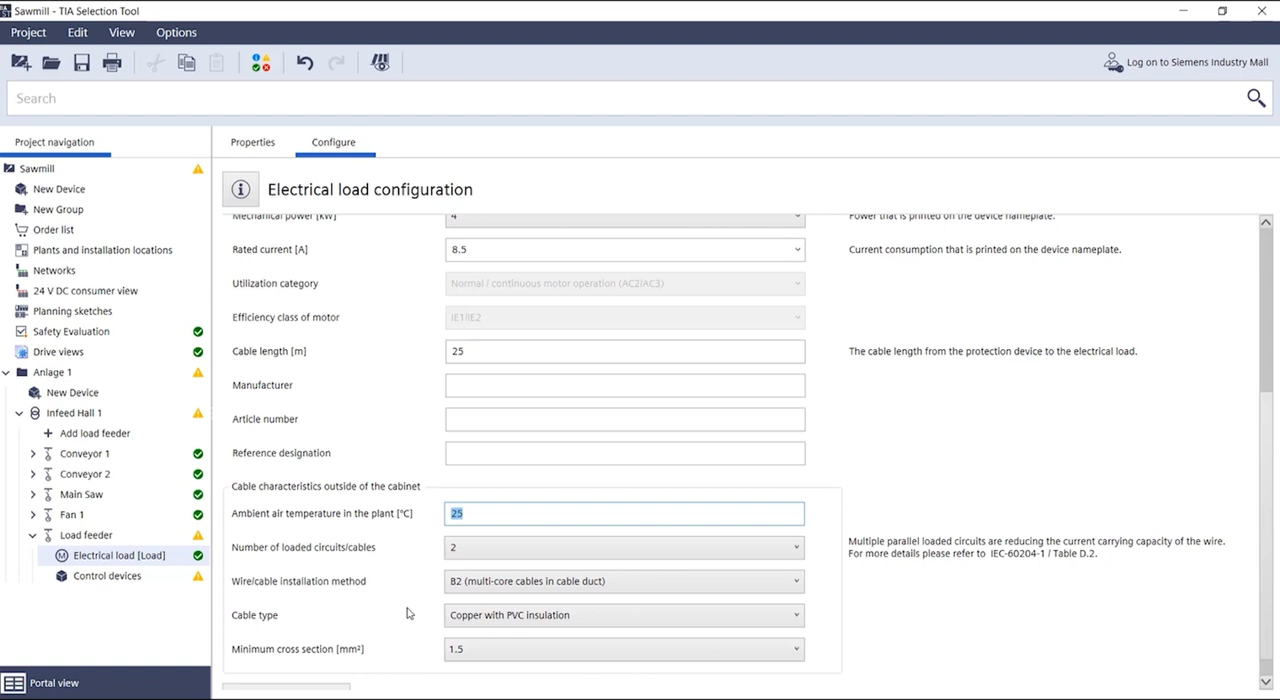 Sawmill - TIA Selection Tool
Project Edit View Options
Log on to Siemens Industry Mall
Search
Project navigation
Sawmill
New Device
New Group
Order list
Plants and installation locations
Networks
24 V DC consumer view
Planning sketches
Safety Evaluation
Drive views
Anlage 1
New Device
Infeed Hall 1
Add load feeder
Conveyor 1
Conveyor 2
Main Saw
Fan 1
Load feeder
Electrical load [Load]
Control devices
Portal view
Properties Configure
Electrical load configuration
Mechanical power [kW] 4 Power that is printed on the device nameplate.
Rated current [A] 8.5 Current consumption that is printed on the device nameplate.
Utilization category Normal / continuous motor operation (AC2/AC3)
Efficiency class of motor IE1/IE2
Cable length [m] 25 The cable length from the protection device to the electrical load.
Manufacturer
Article number
Reference designation
Cable characteristics outside of the cabinet
Ambient air temperature in the plant [°C] 25
Number of loaded circuits/cables 2 Multiple parallel loaded circuits are reducing the current carrying capacity of the wire.
For more details please refer to IEC-60204-1 / Table D.2.
Wire/cable installation method B2 (multi-core cables in cable duct)
Cable type Copper with PVC insulation
Minimum cross section [mm²] 1.5